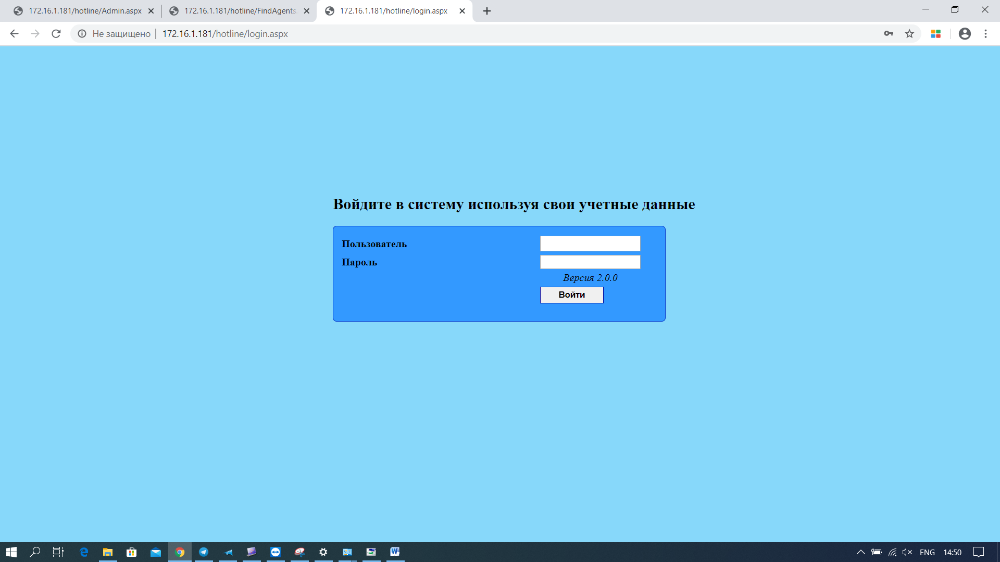 172.16.1.181/hotline/Admin.aspx
172.16.1.181/hotline/FindAgents.
172.16.1.181/hotline/login.aspx
Не защищено
172.16.1.181/hotline/login.aspx
Войдите в систему используя свои учетные данные
Пользователь
Пароль
Версия 2.0.0
Войти
ENG
14:50